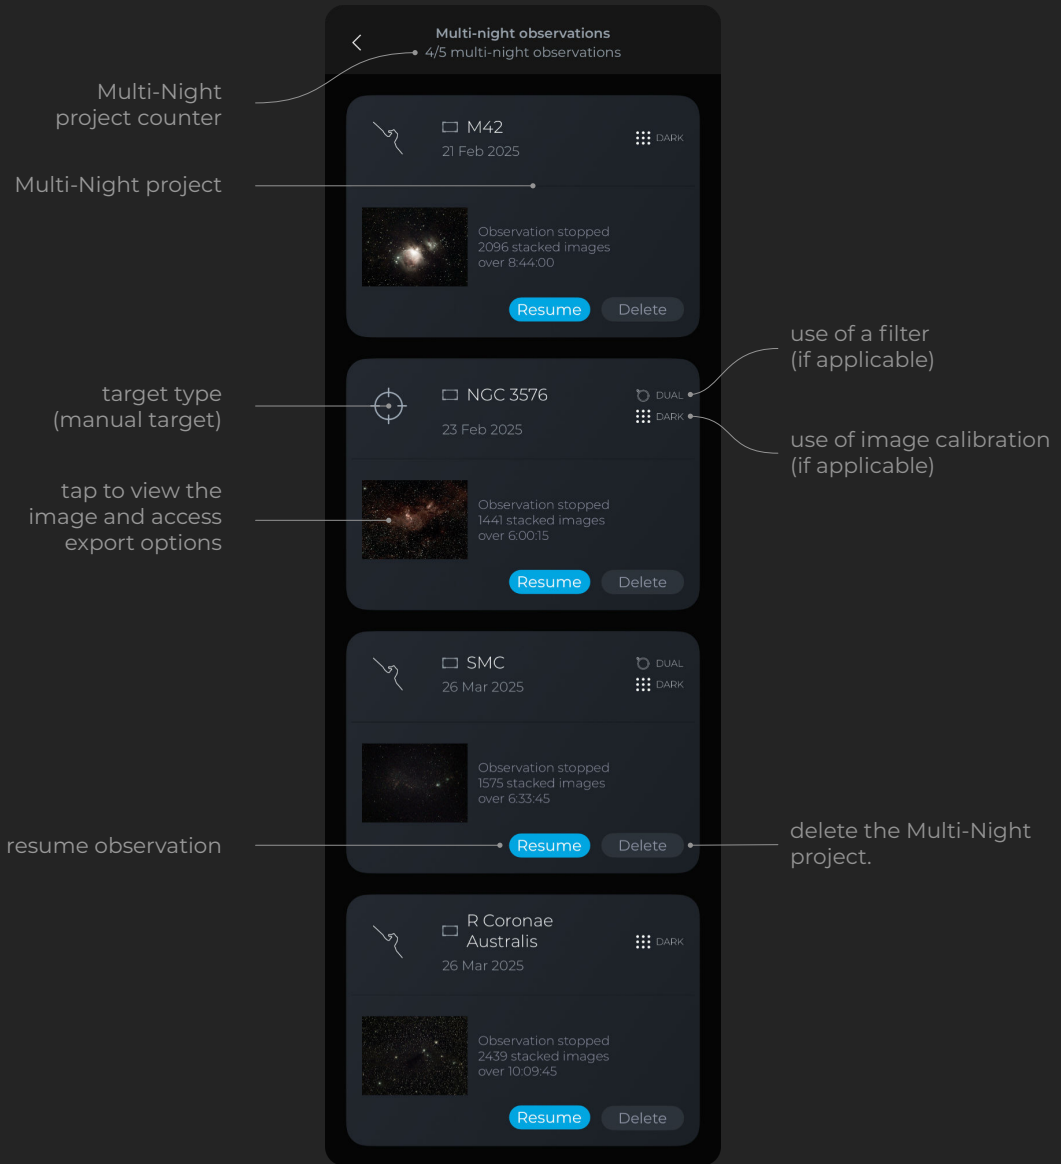 Multi-night observations
4/5 multi-night observations
Multi-Night
project counter
M42
21 Feb 2025
DARK
Multi-Night project
Observation stopped
2096 stacked images
over 8:44:00
Resume
Delete
use of a filter
(if applicable)
target type
(manual target)
NGC 3576
23 Feb 2025
DUAL
DARK
use of image calibration
(if applicable)
tap to view the
image and access
export options
Observation stopped
1441 stacked images
over 6:00:15
Resume
Delete
SMC
26 Mar 2025
DUAL
DARK
Observation stopped
1575 stacked images
over 6:33:45
resume observation
Resume
Delete
delete the Multi-Night
project.
R Coronae
Australis
26 Mar 2025
DARK
Observation stopped
2439 stacked images
over 10:09:45
Resume
Delete